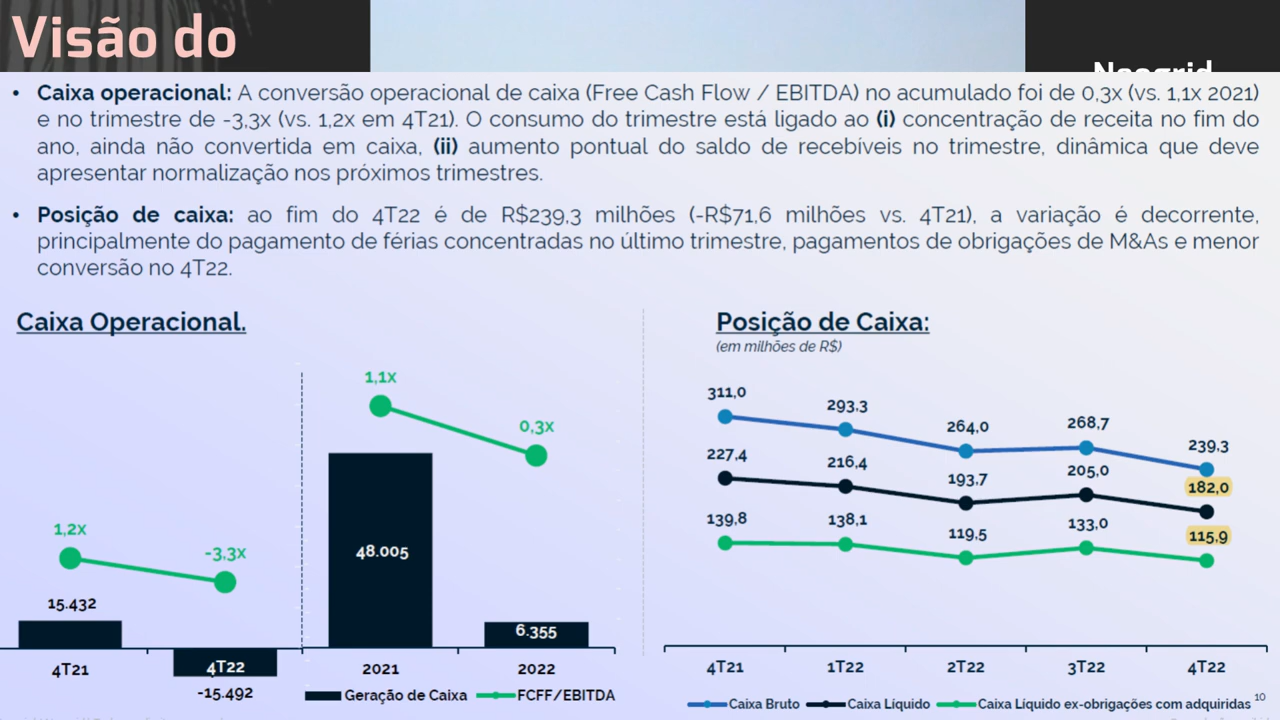 Visão do
• Caixa operacional: A conversão operacional de caixa (Free Cash Flow / EBITDA) no acumulado foi de 0,3x (vs. 1,1x 2021)
e no trimestre de -3,3x (vs. 1,2x em 4T21). O consumo do trimestre está ligado ao (i) concentração de receita no fim do
ano, ainda não convertida em caixa, (ii) aumento pontual do saldo de recebíveis no trimestre, dinâmica que deve
apresentar normalização nos próximos trimestres.
• Posição de caixa: ao fim do 4T22 é de R$239,3 milhões (-R$71,6 milhões vs. 4T21), a variação é decorrente,
principalmente do pagamento de férias concentradas no último trimestre, pagamentos de obrigações de M&As e menor
conversão no 4T22.
Caixa Operacional.
1,1x
0,3x
1,2x
-3,3x
15.432
48.005
6.355
4T21
4T22
2021
2022
-15.492
Geração de Caixa
FCFF/EBITDA
Posição de Caixa:
(em milhões de R$)
311,0
293,3
264,0
268,7
239,3
227,4
216,4
193,7
205,0
182,0
139,8
138,1
119,5
133,0
115,9
4T21
1T22
2T22
3T22
4T22
Caixa Bruto
Caixa Líquido
Caixa Líquido ex-obrigações com adquiridas
10